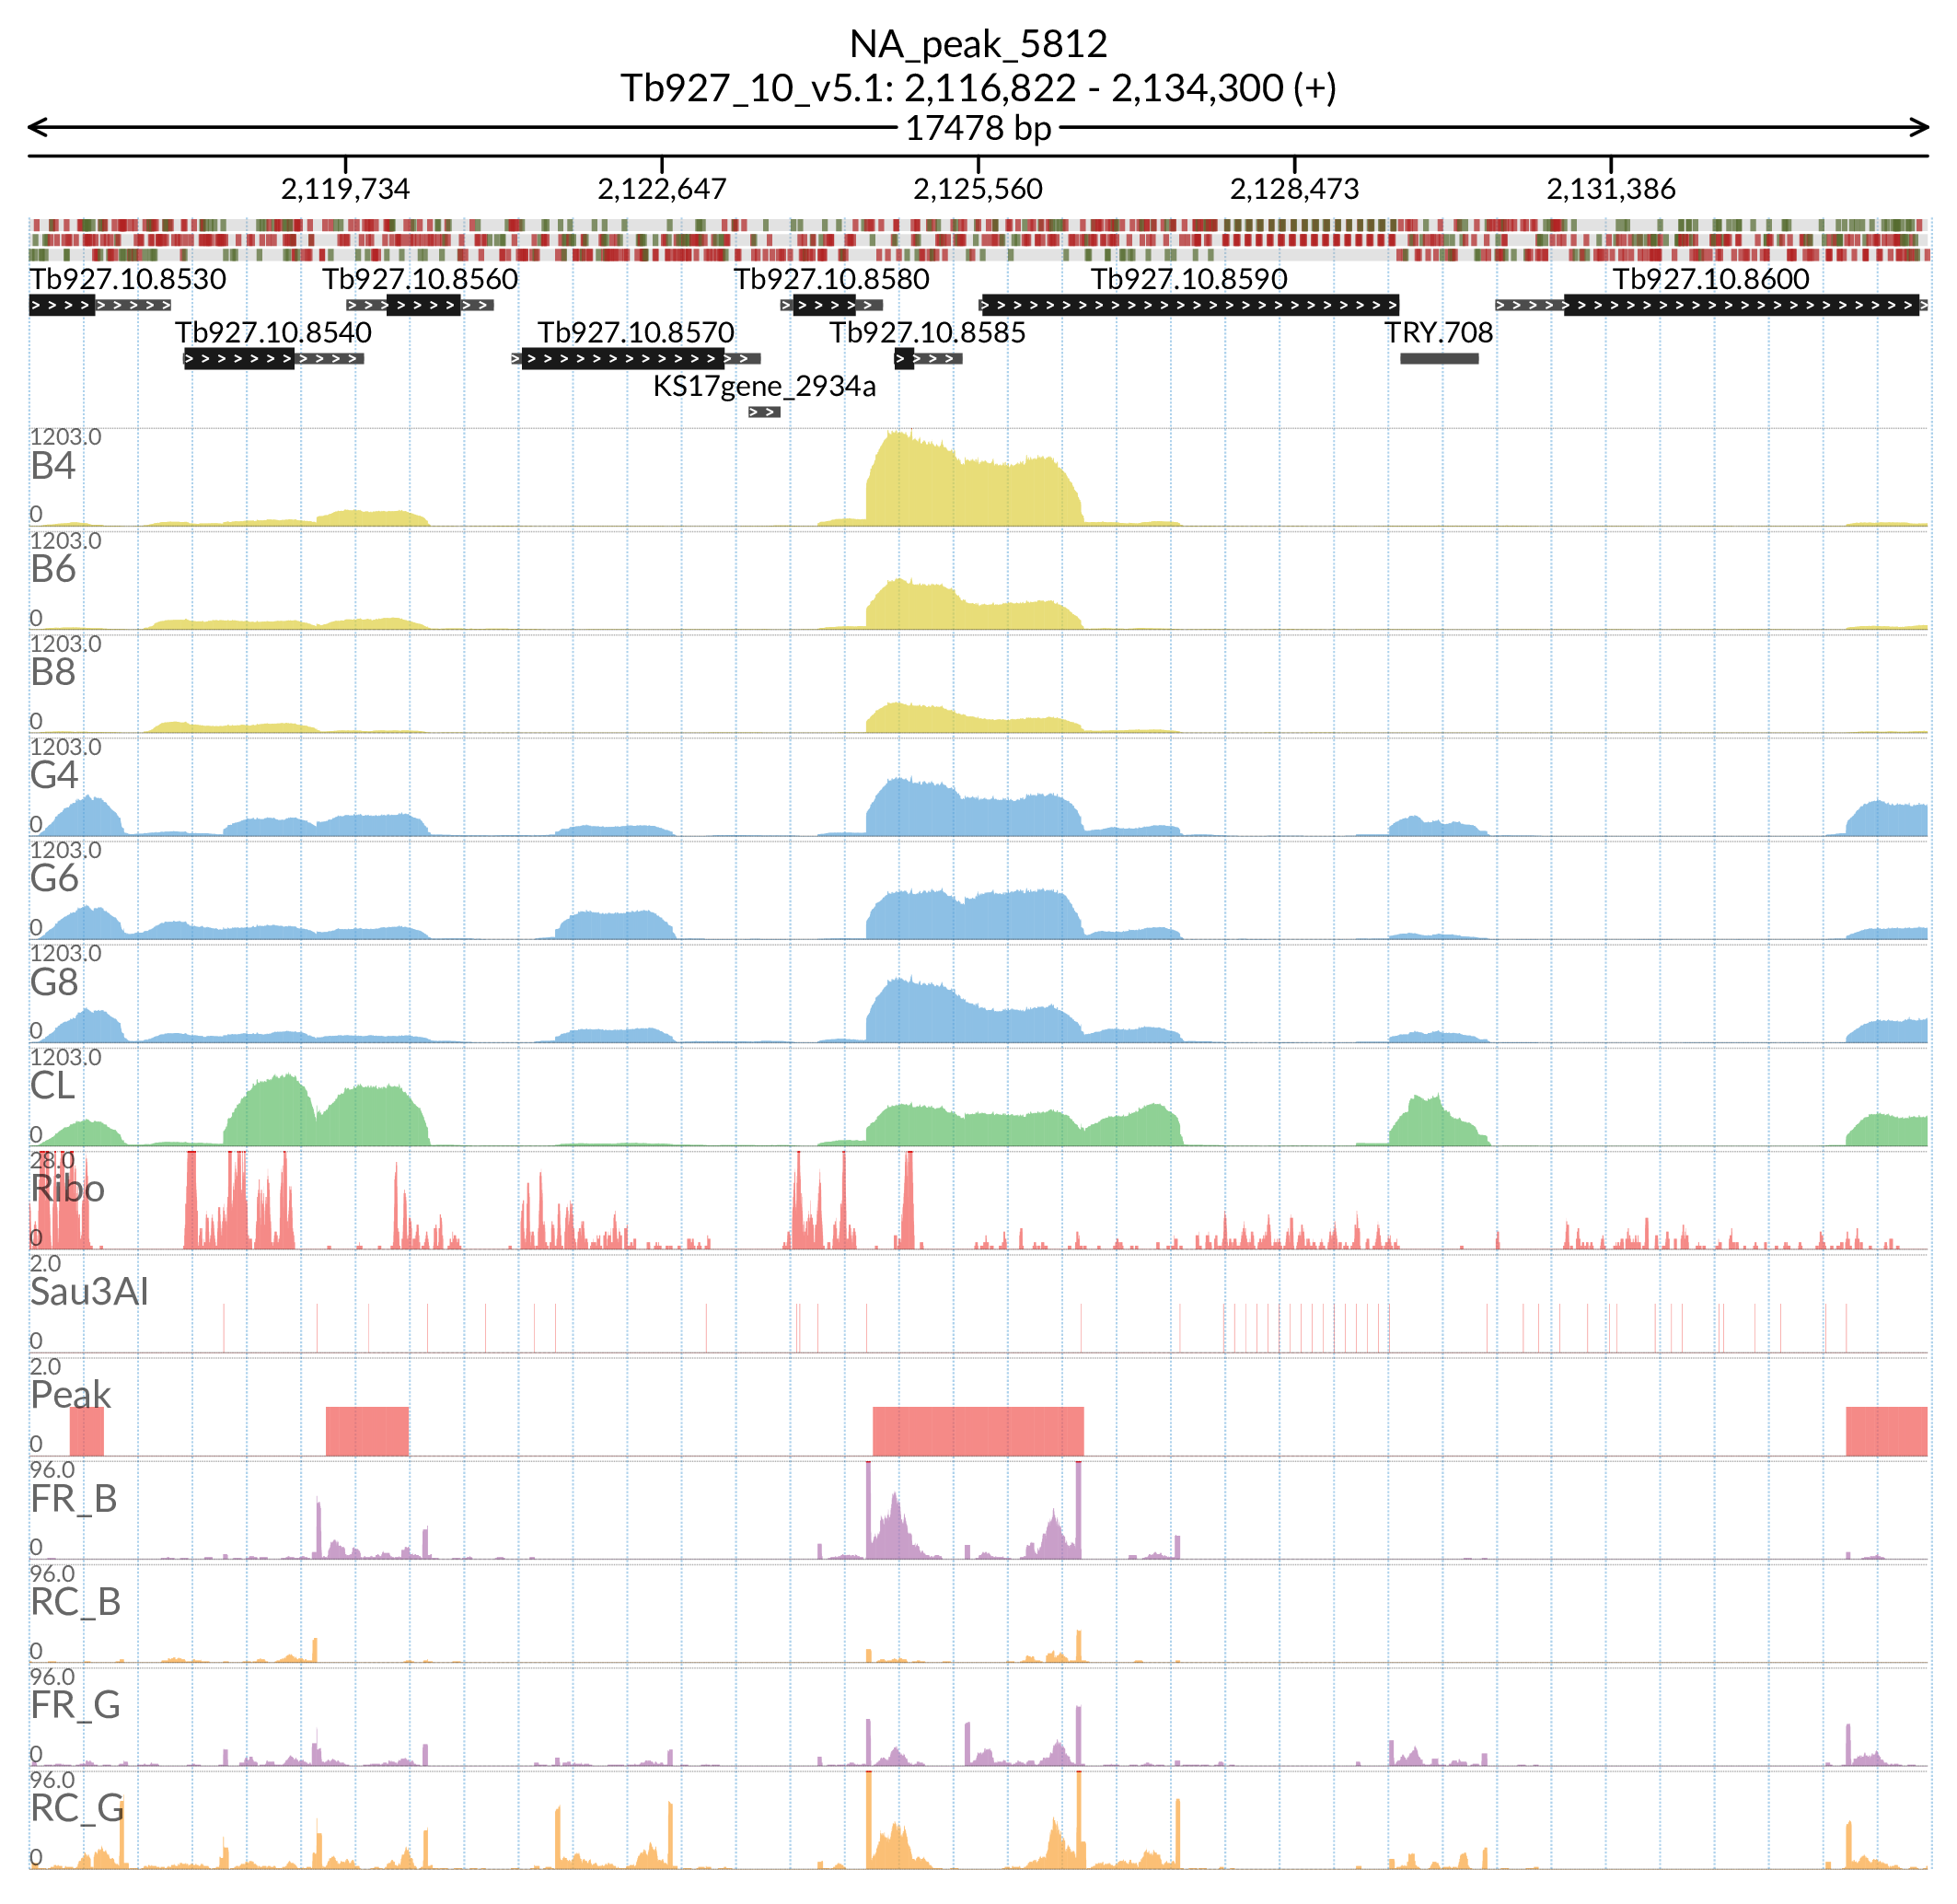 NA_peak_5812
Tb927_10_v5.1: 2,116,822 - 2,134,300 (+)
17478 bp
2,119,734 2,122,647 2,125,560 2,128,473 2,131,386
Tb927.10.8530 Tb927.10.8560 Tb927.10.8580 Tb927.10.8590 Tb927.10.8600
Tb927.10.8540 Tb927.10.8570 Tb927.10.8585 TRY.708
KS17gene_2934a
1203.0
B4
0
1203.0
B6
0
1203.0
B8
0
1203.0
G4
0
1203.0
G6
0
1203.0
G8
0
1203.0
CL
0
28.0
Ribo
0
2.0
Sau3AI
0
2.0
Peak
0
96.0
FR_B
0
96.0
RC_B
0
96.0
FR_G
0
96.0
RC_G
0